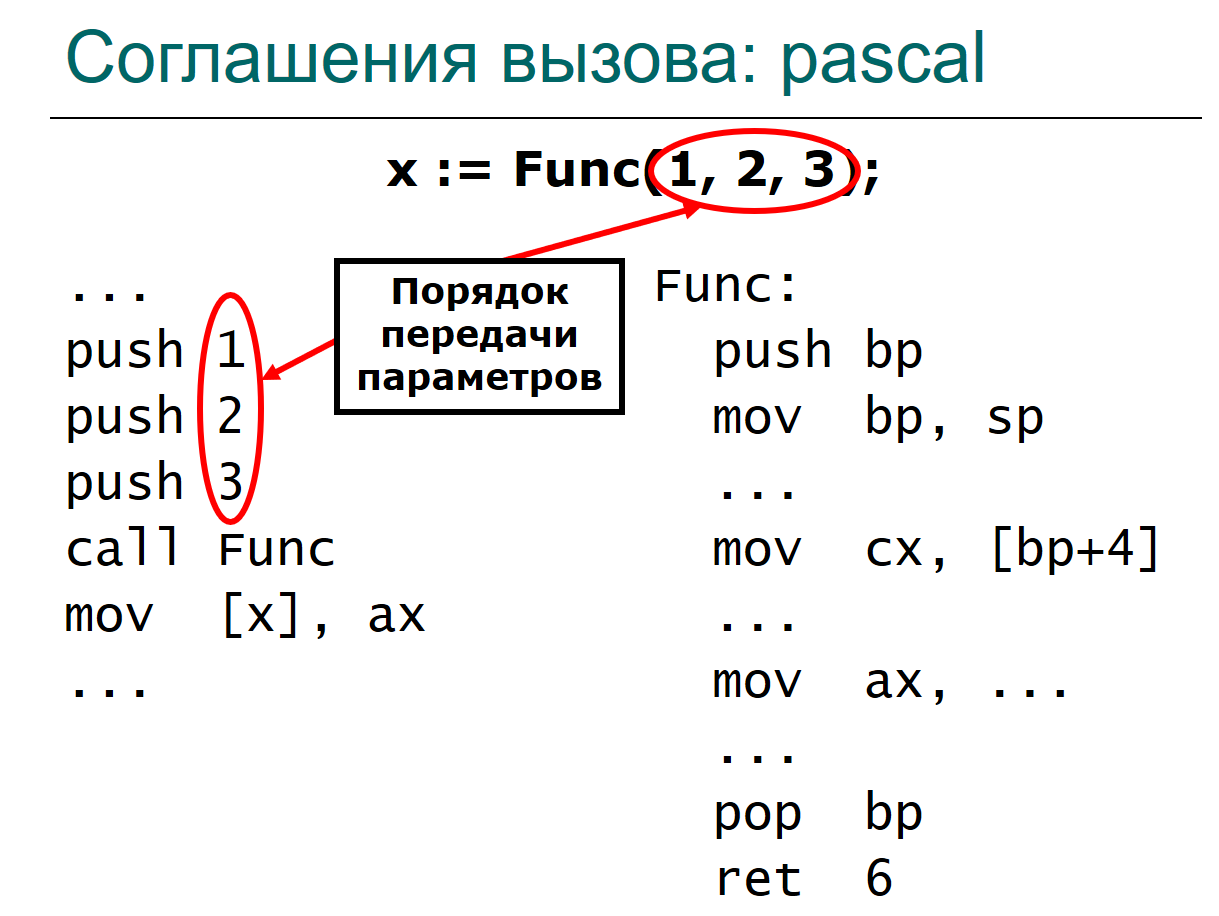 Соглашения вызова: pascal
x := Func(1, 2, 3);
Порядок
передачи
параметров
...
push 1
push 2
push 3
call Func
mov [x], ax
...
Func:
push bp
mov bp, sp
...
mov cx, [bp+4]
...
mov ax, ...
...
pop bp
ret 6